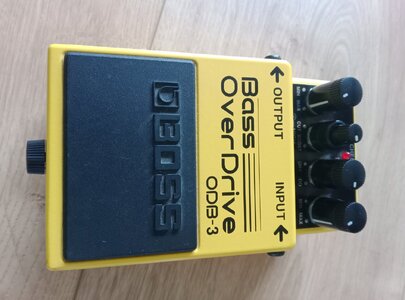 ← OUTPUT
INPUT ←
Bass
OverDrive
ODB-3
BOSS